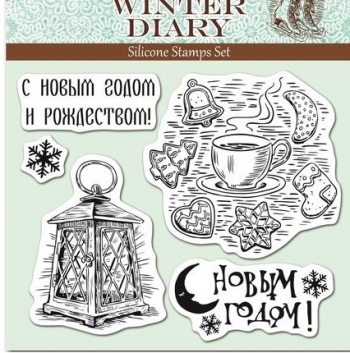 WINTER
DIARY
Silicone Stamps Set
С НОВЫМ ГОДОМ
И РОЖДЕСТВОМ!
НОВЫМ
ГОДОМ!